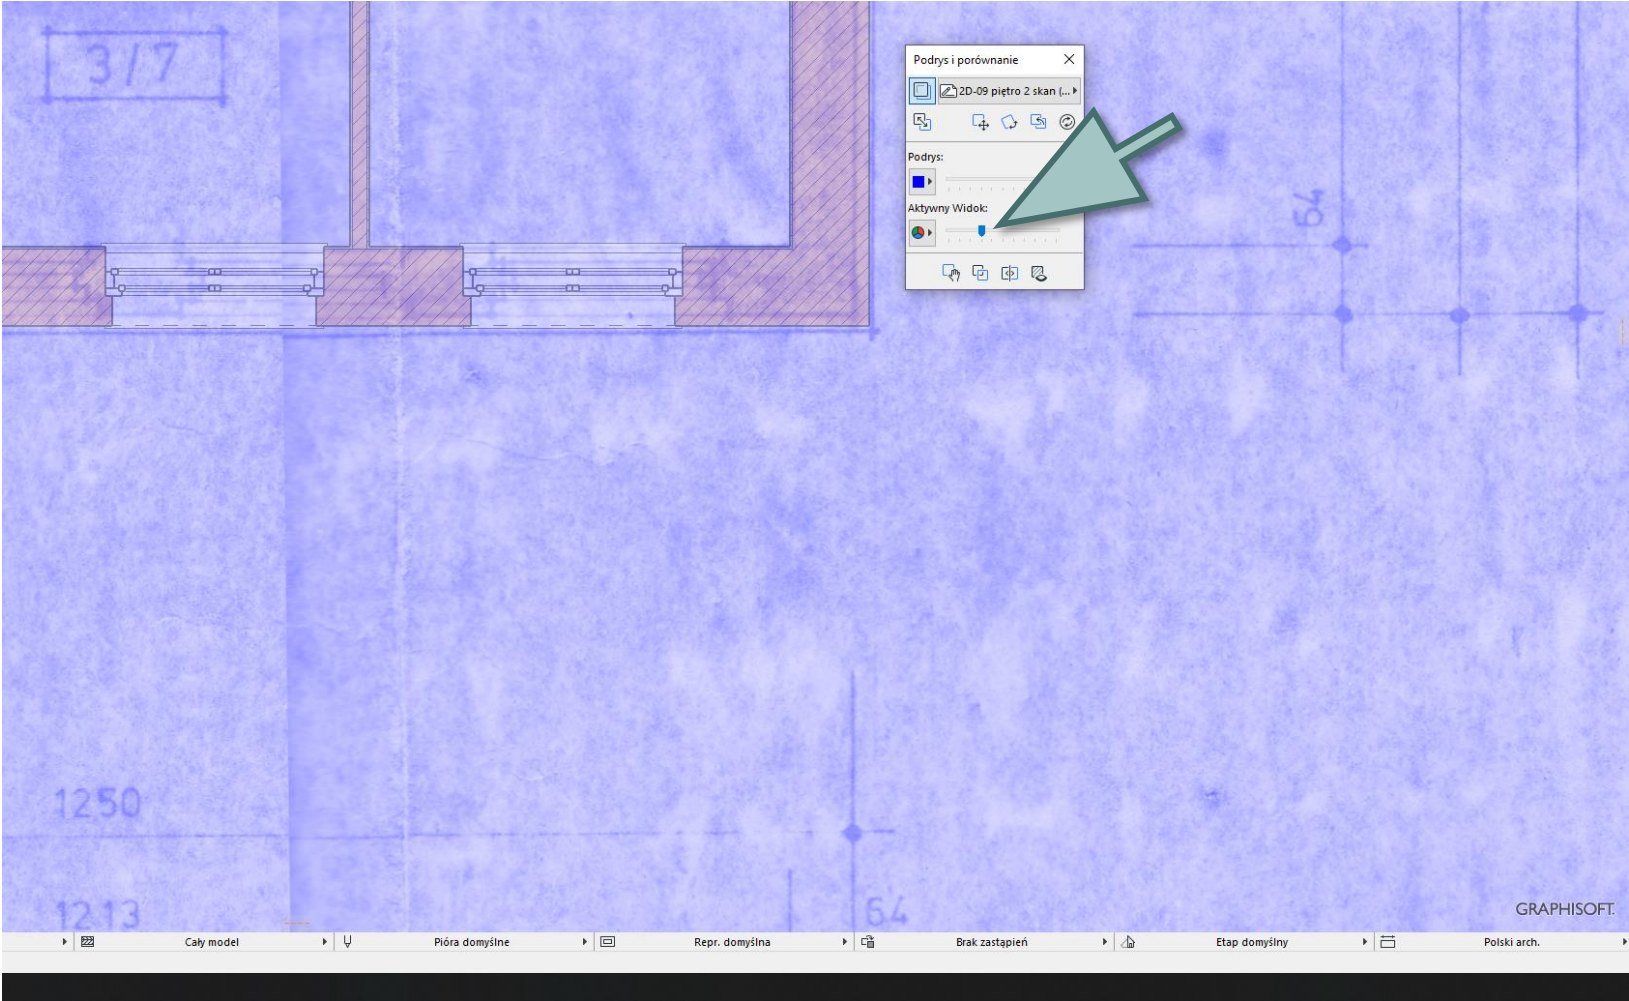 3/7
Podrys i porównanie
2D-09 piętro 2 skan (...
Podrys:
Aktywny Widok:
64
1250
1213
64
GRAPHISOFT.
Cały model
Pióra domyślne
Repr. domyślna
Brak zastąpień
Etap domyślny
Polski arch.